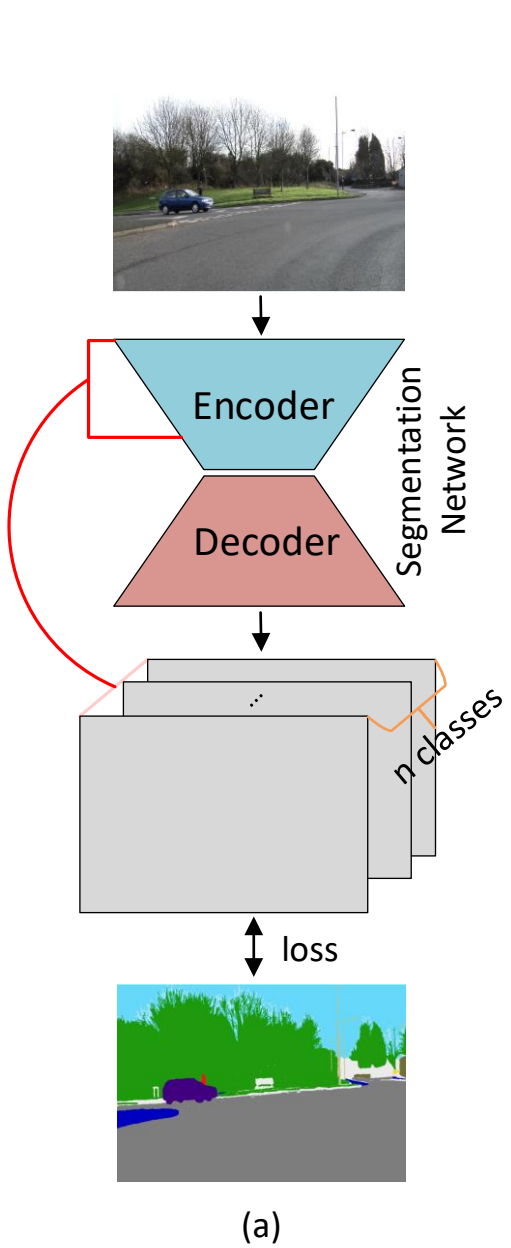 Encoder
Decoder
Segmentation
Network
...
n classes
loss
(a)